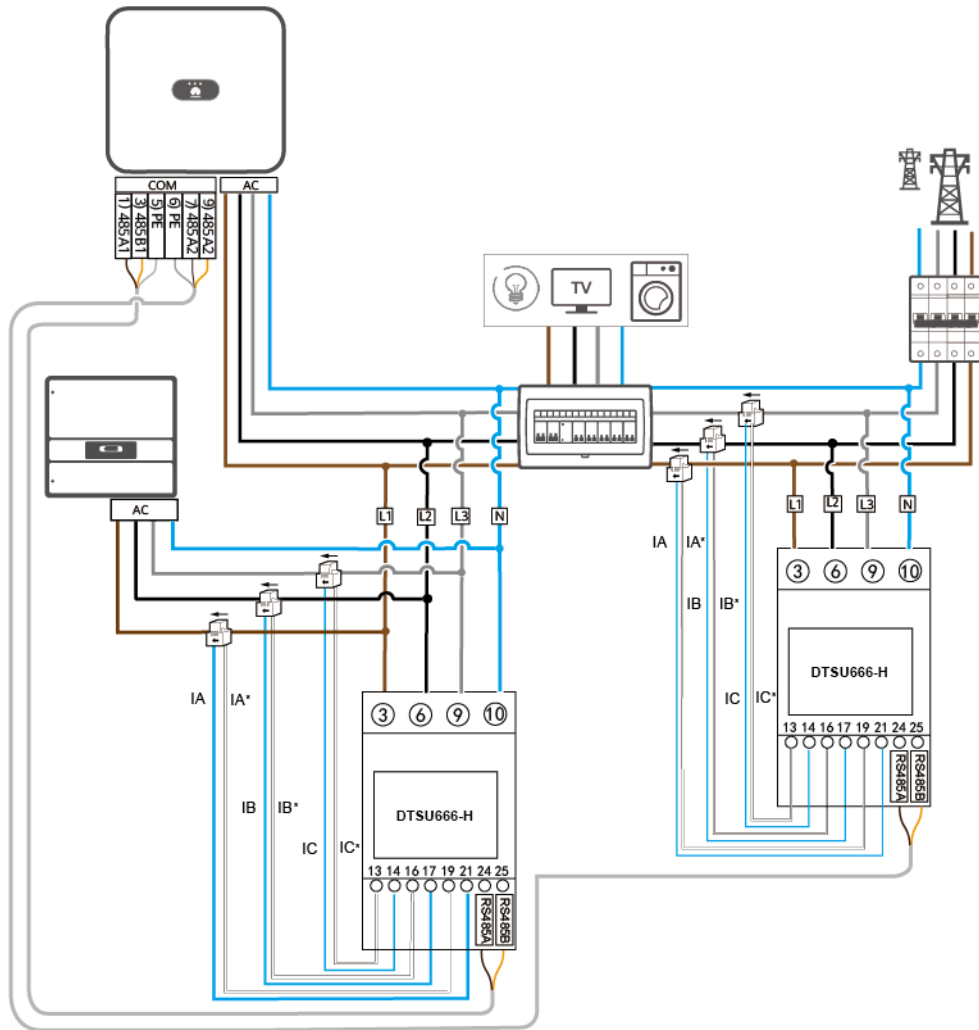 COM
AC
1) 485A1
3) 485B1
5) PE
6) PE
7) 485A2
9) 485A2
TV
AC
L1
L2
L3
N
L1
L2
L3
N
IA
IA*
IB
IB*
IC
IC*
3
6
9
10
DTSU666-H
13 14 16 17 19 21 24 25
RS485A
RS485B
IA
IA*
IB
IB*
IC
IC*
3
6
9
10
DTSU666-H
13 14 16 17 19 21 24 25
RS485A
RS485B